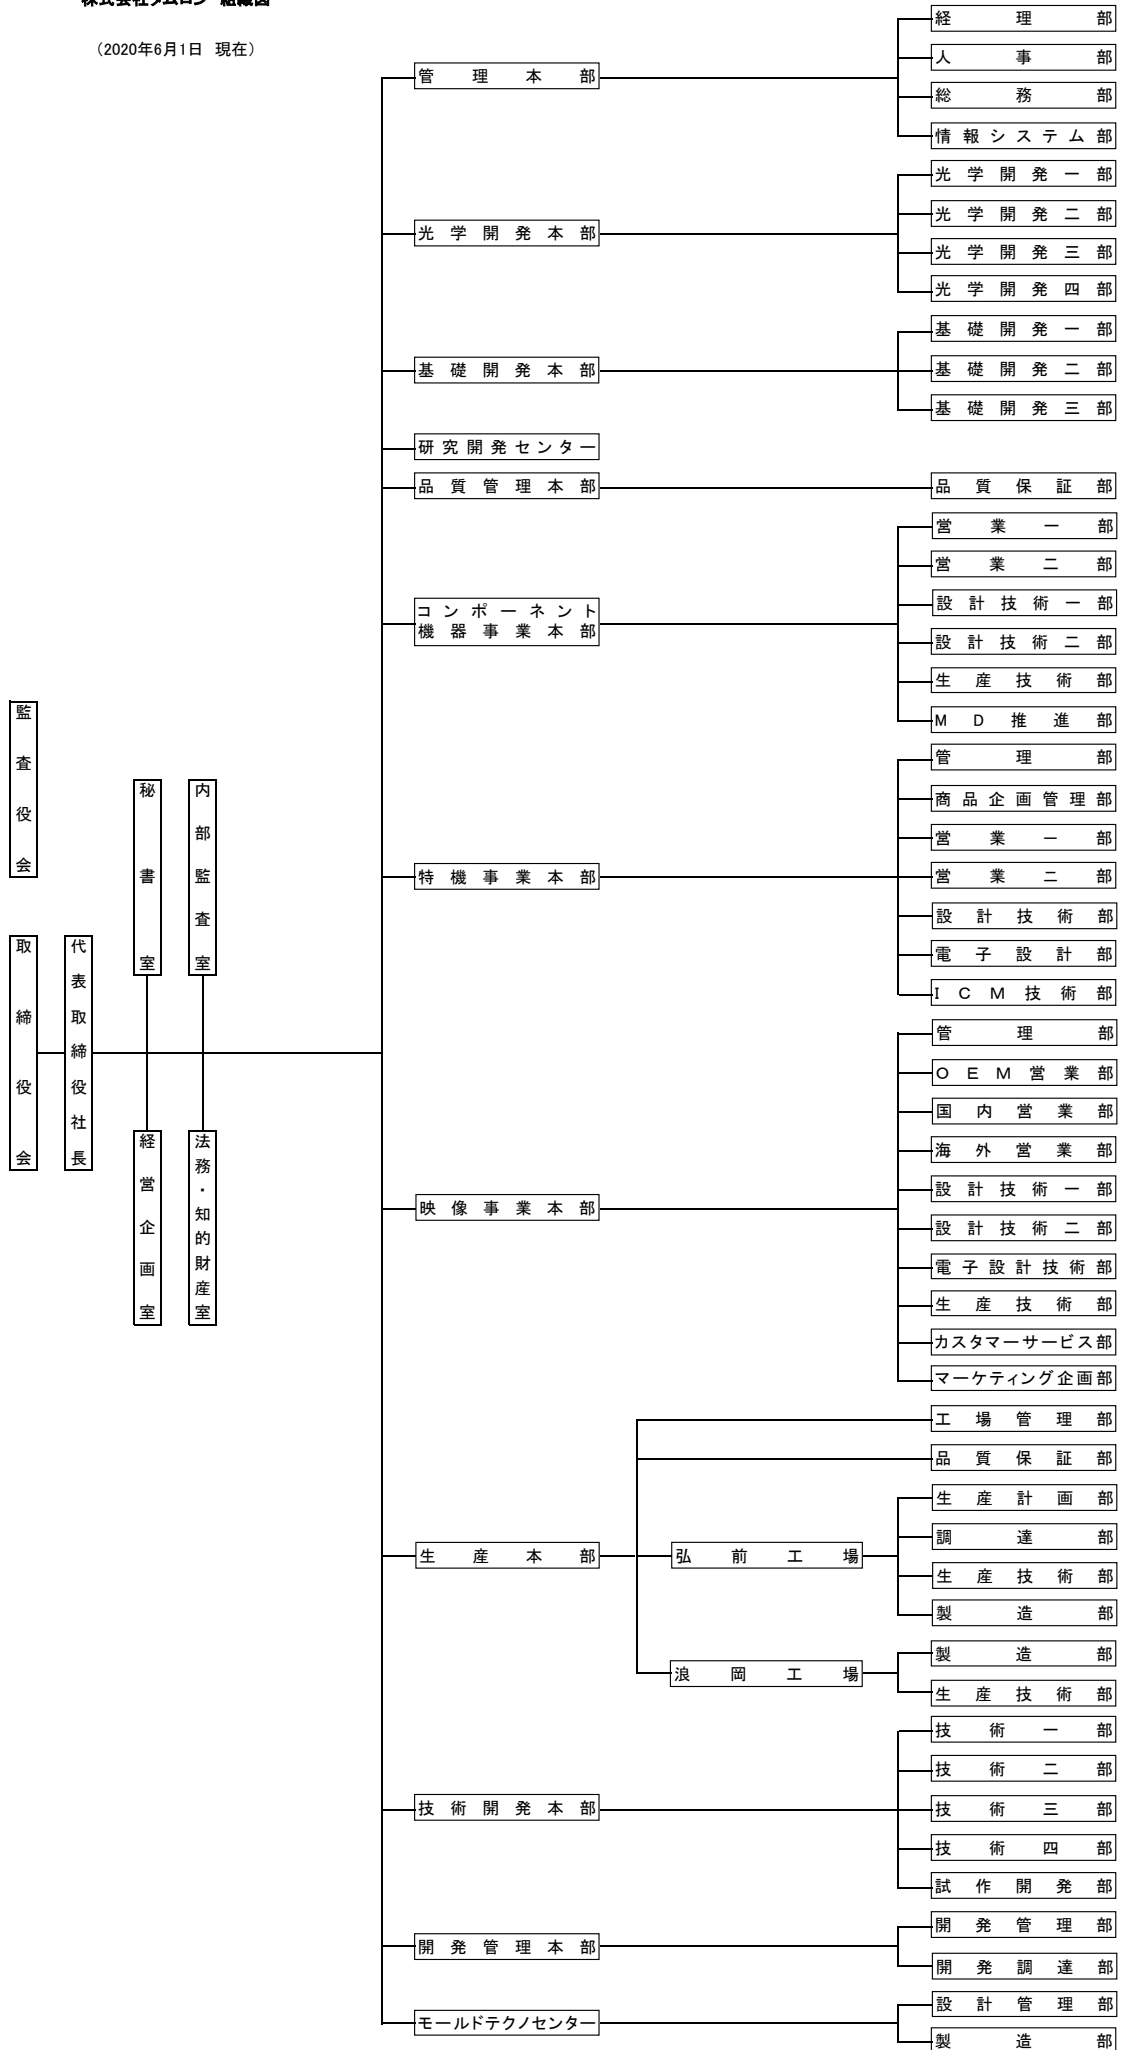 株式会社タムロン 組織図
（2020年6月1日 現在）
監査役会
取締役会
代表取締役社長
秘書室
内部監査室
経営企画室
法務・知的財産室
管理本部
経理部
人事部
総務部
情報システム部
光学開発本部
光学開発一部
光学開発二部
光学開発三部
光学開発四部
基礎開発本部
基礎開発一部
基礎開発二部
基礎開発三部
研究開発センター
品質管理本部
品質保証部
コンポーネント
機器事業本部
営業一部
営業二部
設計技術一部
設計技術二部
生産技術部
MD推進部
特機事業本部
管理部
商品企画管理部
営業一部
営業二部
設計技術部
電子設計部
ICM技術部
映像事業本部
管理部
OEM営業部
国内営業部
海外営業部
設計技術一部
設計技術二部
電子設計技術部
生産技術部
カスタマーサービス部
マーケティング企画部
生産本部
工場管理部
品質保証部
弘前工場
生産計画部
調達部
生産技術部
製造部
浪岡工場
製造部
生産技術部
技術開発本部
技術一部
技術二部
技術三部
技術四部
試作開発部
開発管理本部
開発管理部
開発調達部
モールドテクノセンター
設計管理部
製造部